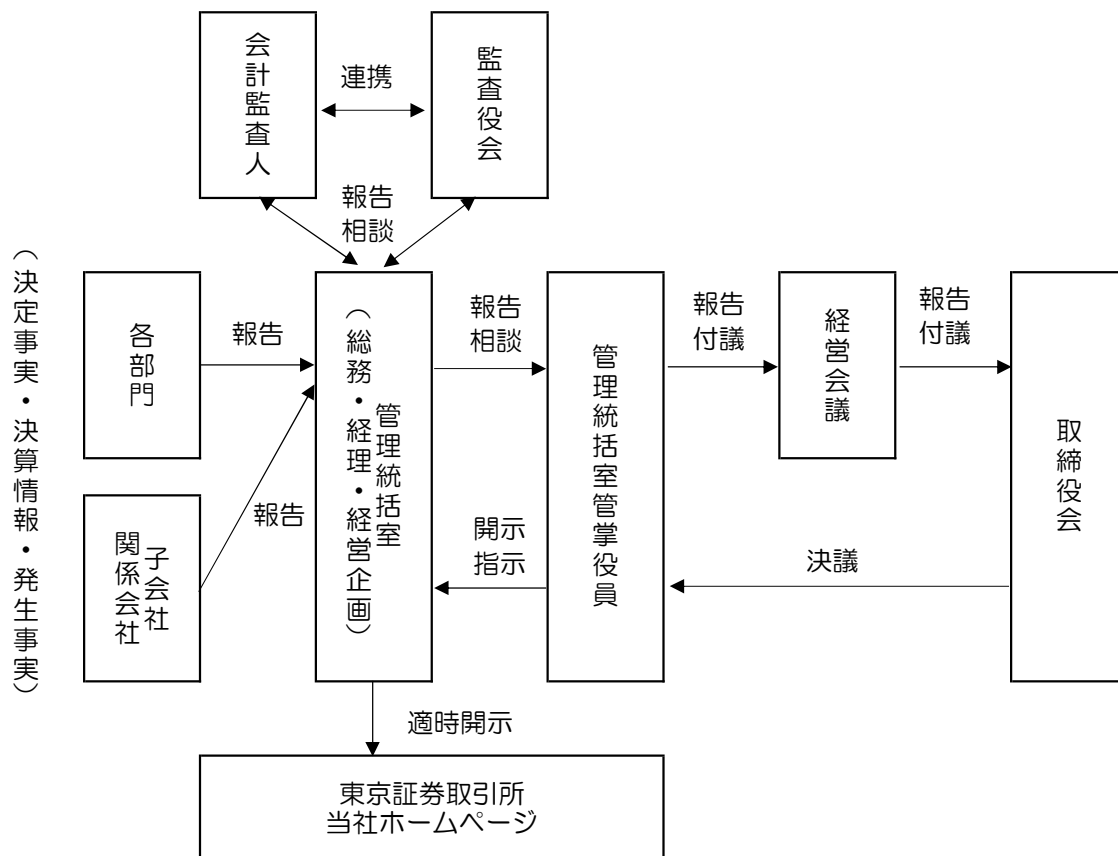 会計監査人
連携
監査役会
報告
相談
（決定事実・決算情報・発生事実）
各部門
報告
子会社
関係会社
報告
管理統括室
（総務・経理・経営企画）
報告
相談
開示
指示
管理統括室管掌役員
報告
付議
経営会議
報告
付議
決議
取締役会
適時開示
東京証券取引所
当社ホームページ